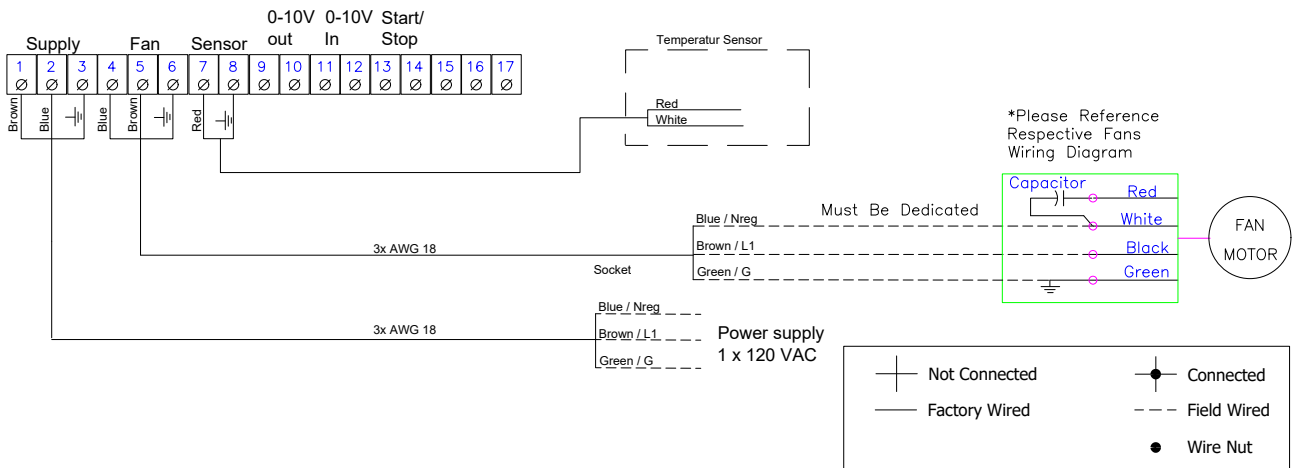 0-10V 0-10V Start/
out In Stop
Supply Fan Sensor
1 2 3 4 5 6 7 8 9 10 11 12 13 14 15 16 17
Brown Blue Blue Brown Red
Temperatur Sensor
Red
White
*Please Reference
Respective Fans
Wiring Diagram
Capacitor
Red
White
Black
Green
FAN
MOTOR
Must Be Dedicated
Blue / Nreg
Brown / L1
Green / G
3x AWG 18
Socket
Blue / Nreg
Brown / L1
Green / G
3x AWG 18
Power supply
1 x 120 VAC
Not Connected
Connected
Factory Wired
Field Wired
Wire Nut